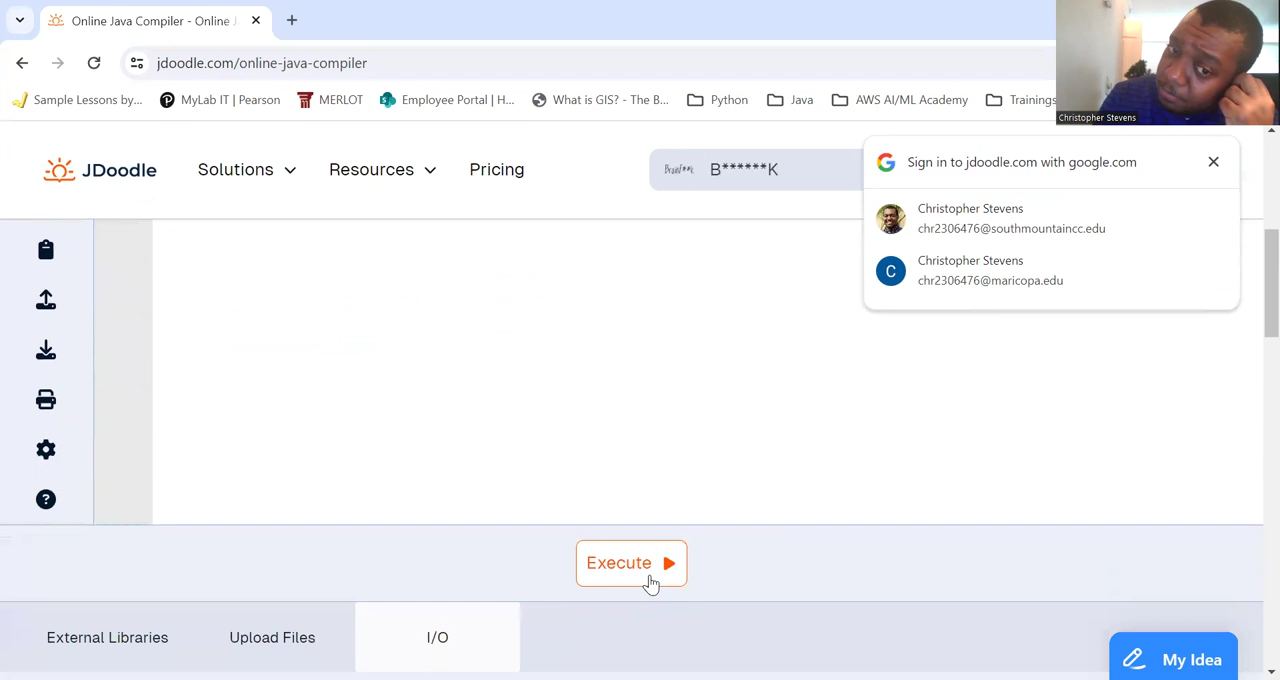 Online Java Compiler - Online J
jdoodle.com/online-java-compiler
Sample Lessons by...
MyLab IT | Pearson
MERLOT
Employee Portal | H...
What is GIS? - The B...
Python
Java
AWS AI/ML Academy
Trainings
Christopher Stevens
JDoodle
Solutions
Resources
Pricing
Brainf**k
B******K
Sign in to jdoodle.com with google.com
Christopher Stevens
chr2306476@southmountaincc.edu
C
Christopher Stevens
chr2306476@maricopa.edu
Execute
External Libraries
Upload Files
I/O
My Idea